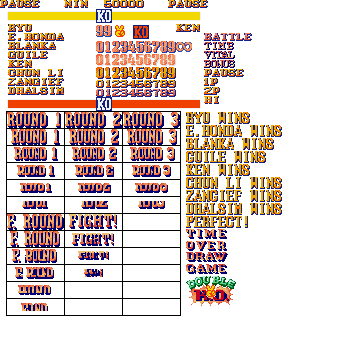 PAUSE MIN 50000 PAUSE
KO
RYU 99 KO KEN
E.HONDA BATTLE
BLANKA 0123456789 TIME
GUILE 0123456789 VITAL
KEN 0123456789 BONUS
CHUN LI 0123456789 PAUSE
ZANGIEF 0123456789 1P
DHALSIM 0123456789 2P
KO HI
ROUND 1 ROUND 2 ROUND 3 RYU WINS
ROUND 1 ROUND 2 ROUND 3 E.HONDA WINS
BLANKA WINS
ROUND 1 ROUND 2 ROUND 3 GUILE WINS
ROUND 1 ROUND 2 ROUND 3 KEN WINS
CHUN LI WINS
ZANGIEF WINS
DHALSIM WINS
F. ROUND FIGHT! PERFECT!
F. ROUND FIGHT! TIME
OVER
F. ROUND FIGHT! DRAW
F. ROUND GAME
DOUBLE
K.O.